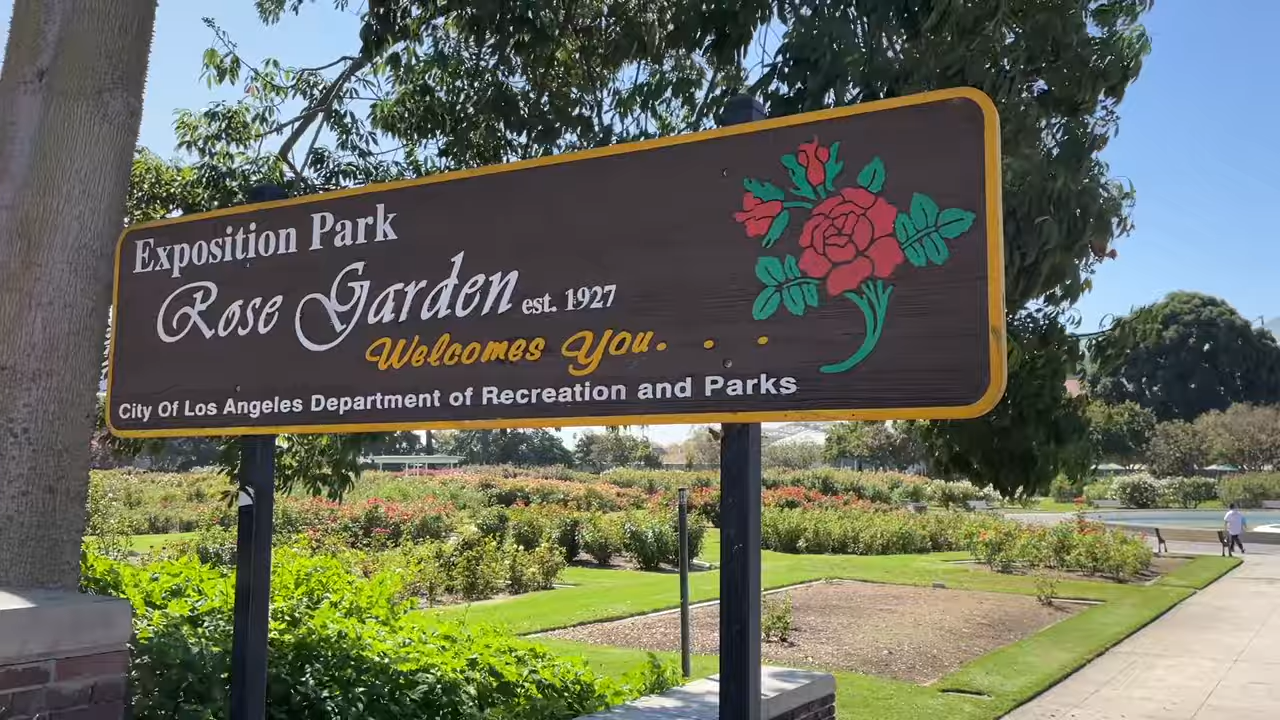 Exposition Park
Rose Garden est. 1927
Welcomes You. . . .
City Of Los Angeles Department of Recreation and Parks